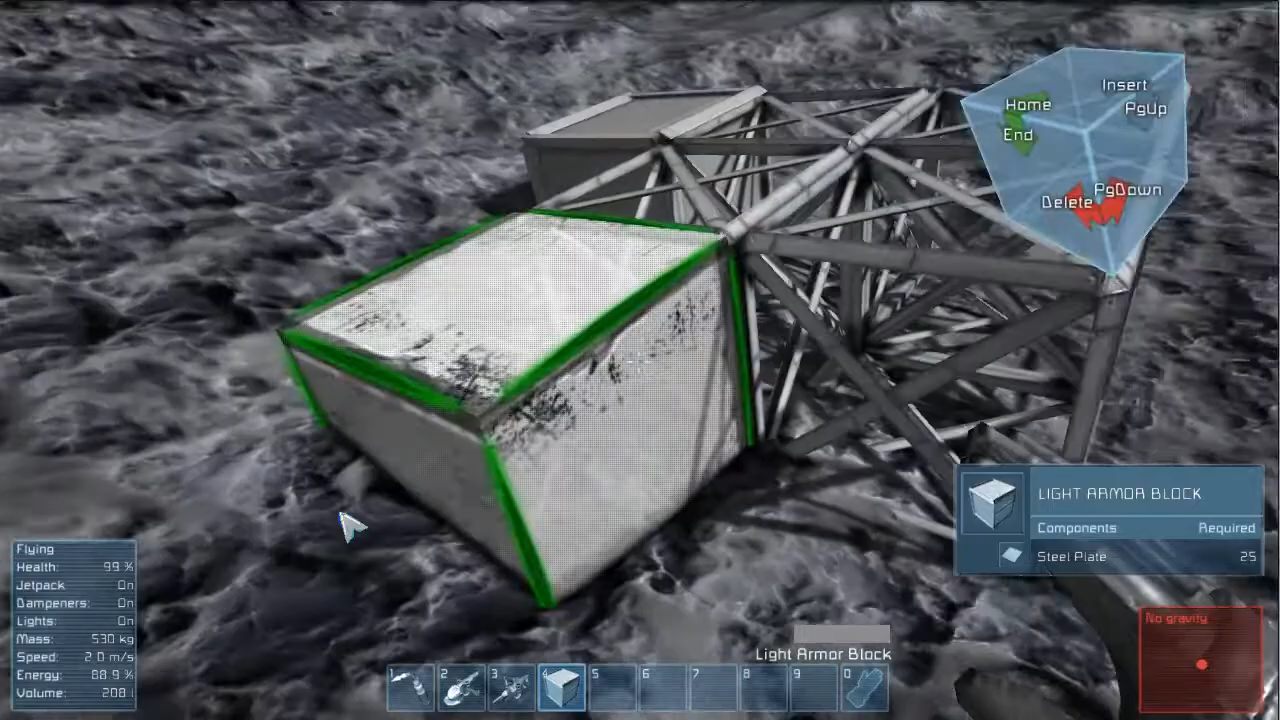 Insert
Home
PgUp
End
PgDown
Delete
LIGHT ARMOR BLOCK
Components Required
Steel Plate 25
Flying
Health: 99 %
Jetpack On
Dampeners: On
Lights: On
Mass: 530 kg
Speed: 2.0 m/s
Energy: 88.9 %
Volume: 208 l
No gravity
Light Armor Block
1 2 3 4 5 6 7 8 9 0